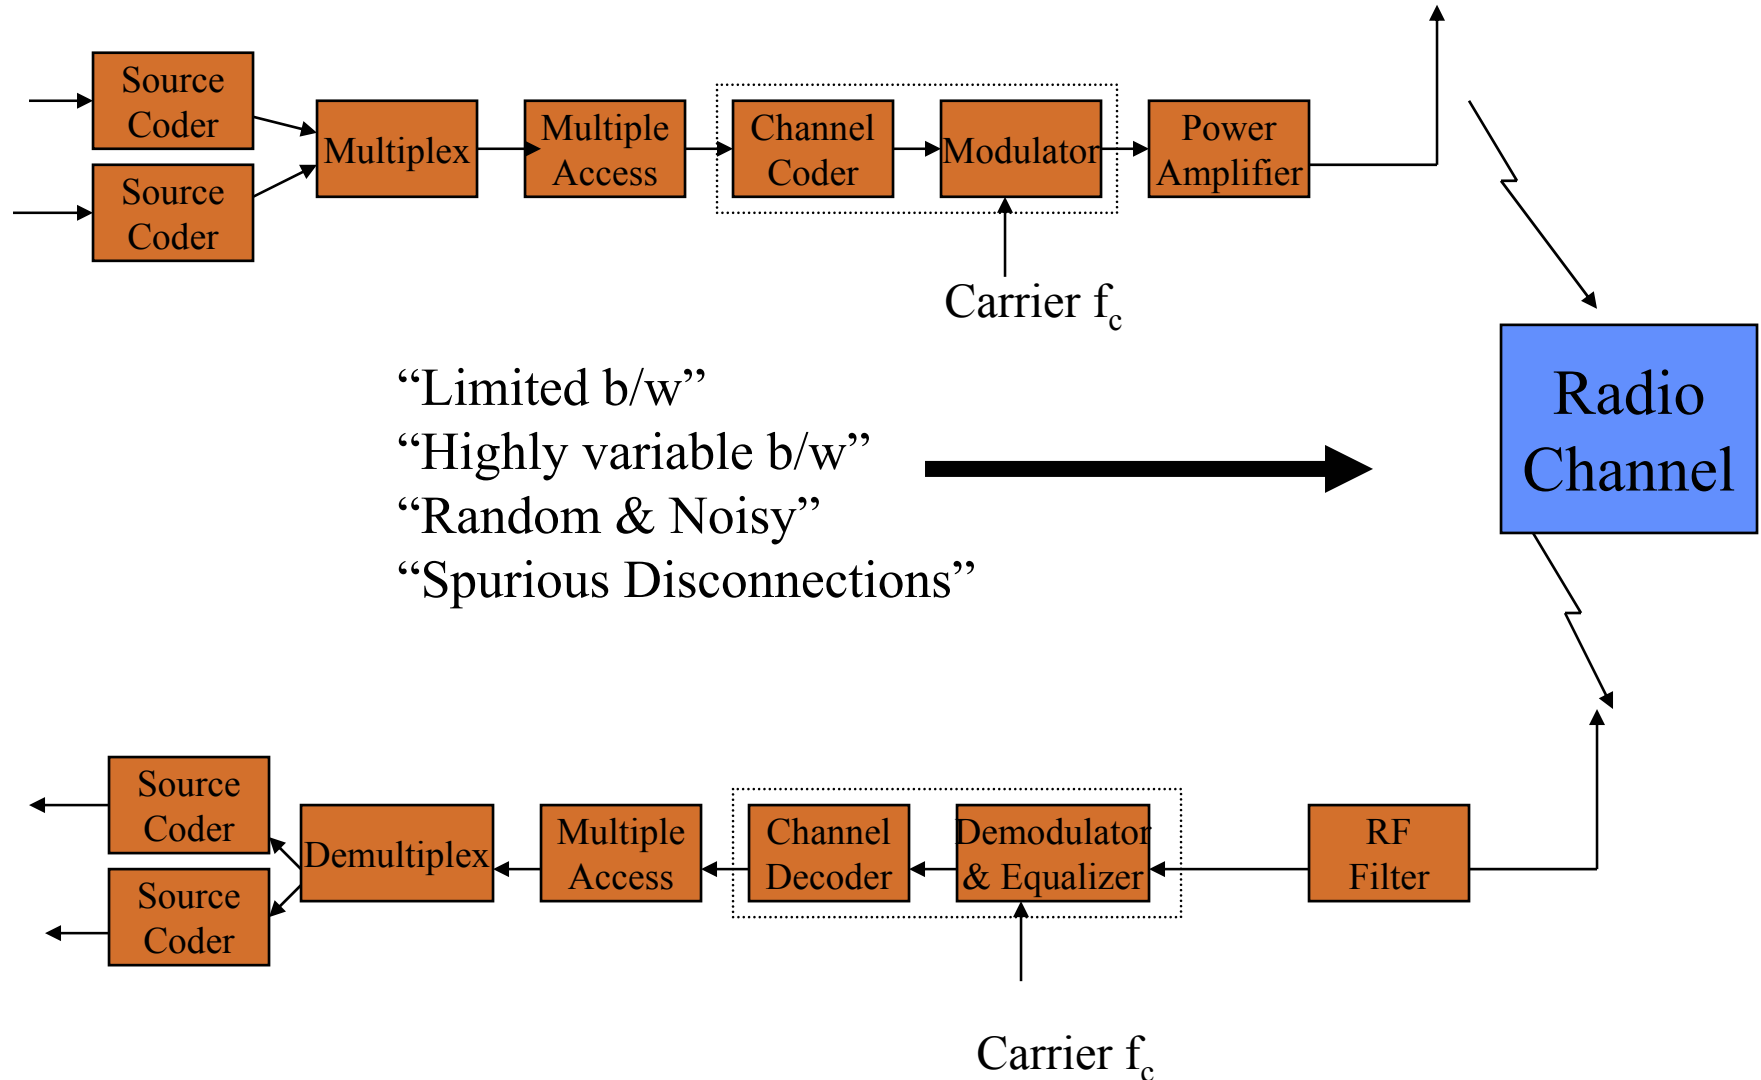 Source
Coder
Source
Coder
Multiplex
Multiple
Access
Channel
Coder
Modulator
Power
Amplifier
Carrier fc
“Limited b/w”
“Highly variable b/w”
“Random & Noisy”
“Spurious Disconnections”
Radio
Channel
Source
Coder
Source
Coder
Demultiplex
Multiple
Access
Channel
Decoder
Demodulator
& Equalizer
RF
Filter
Carrier fc